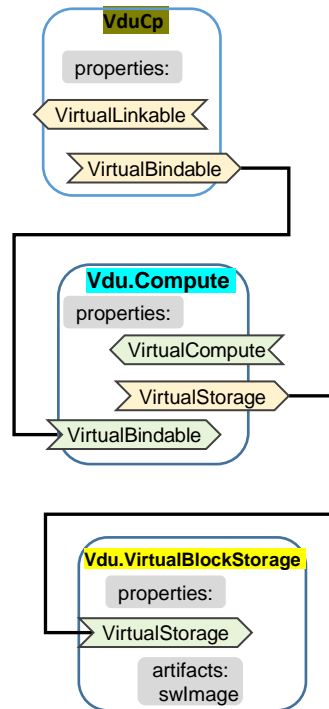 VduCp
properties:
VirtualLinkable
VirtualBindable
Vdu.Compute
properties:
VirtualCompute
VirtualStorage
VirtualBindable
Vdu.VirtualBlockStorage
properties:
VirtualStorage
artifacts:
swImage